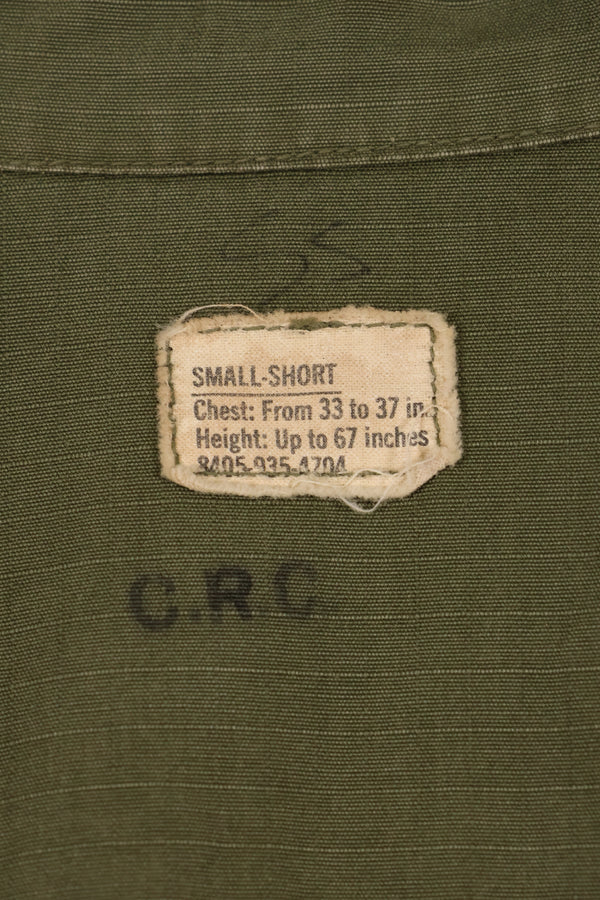 SS
SMALL-SHORT
Chest: From 33 to 37 in.
Height: Up to 67 inches
8405-935-4704
C.R.C